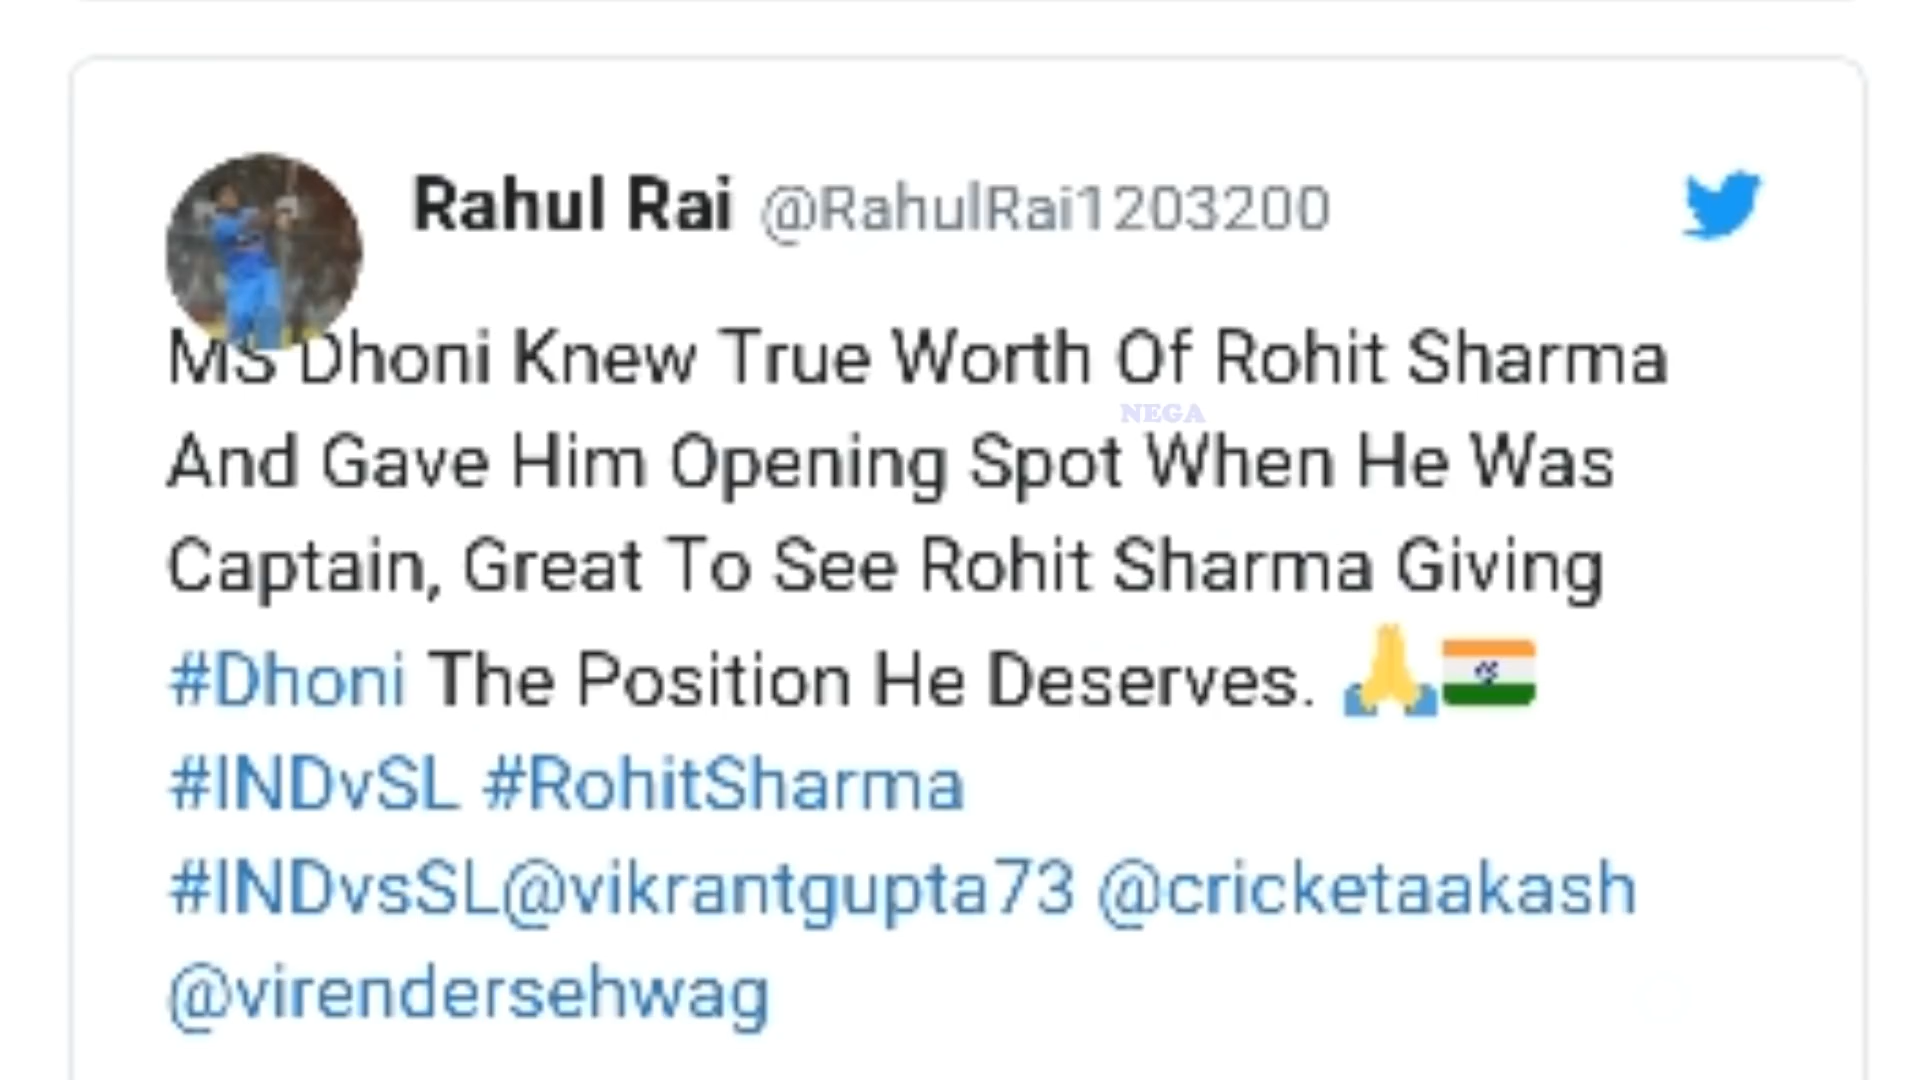 Rahul Rai @RahulRai1203200
MS Dhoni Knew True Worth Of Rohit Sharma
NEGA
And Gave Him Opening Spot When He Was
Captain, Great To See Rohit Sharma Giving
#Dhoni The Position He Deserves. 🙏🇮🇳
#INDvSL #RohitSharma
#INDvsSL@vikrantgupta73 @cricketaakash
@virendersehwag